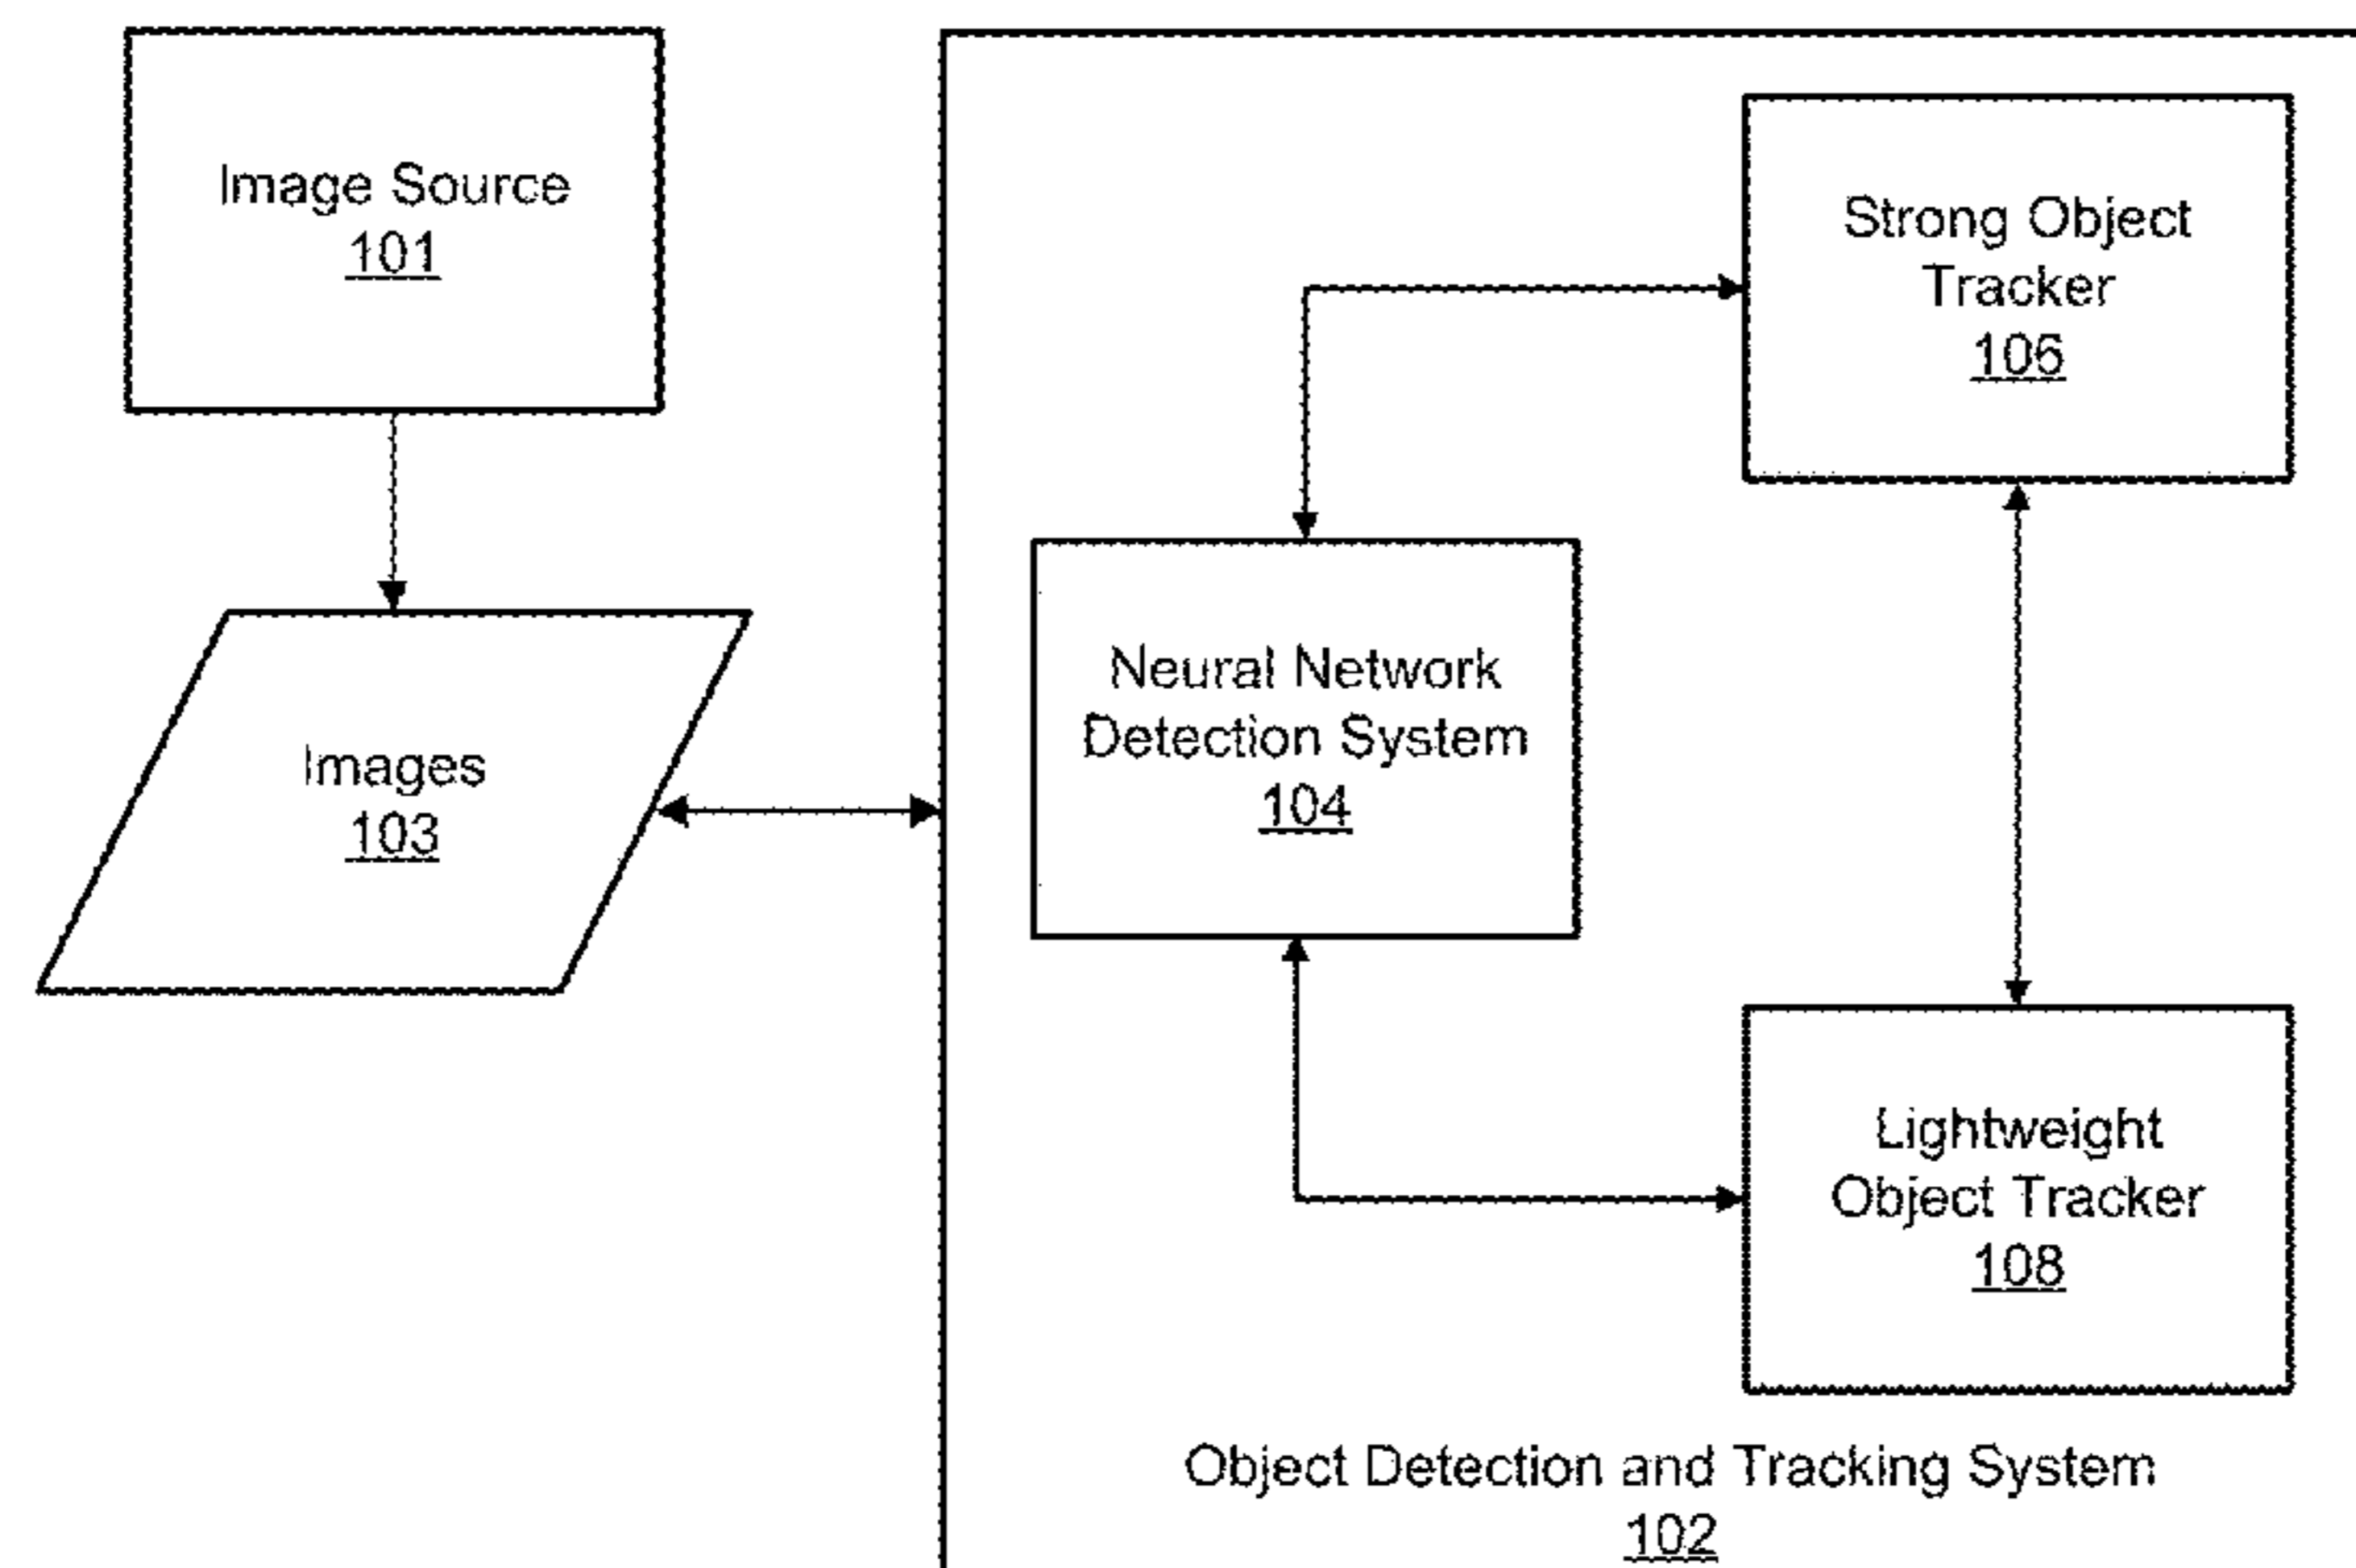 Image Source
101
Images
103
Strong Object
Tracker
106
Neural Network
Detection System
104
Lightweight
Object Tracker
108
Object Detection and Tracking System
102